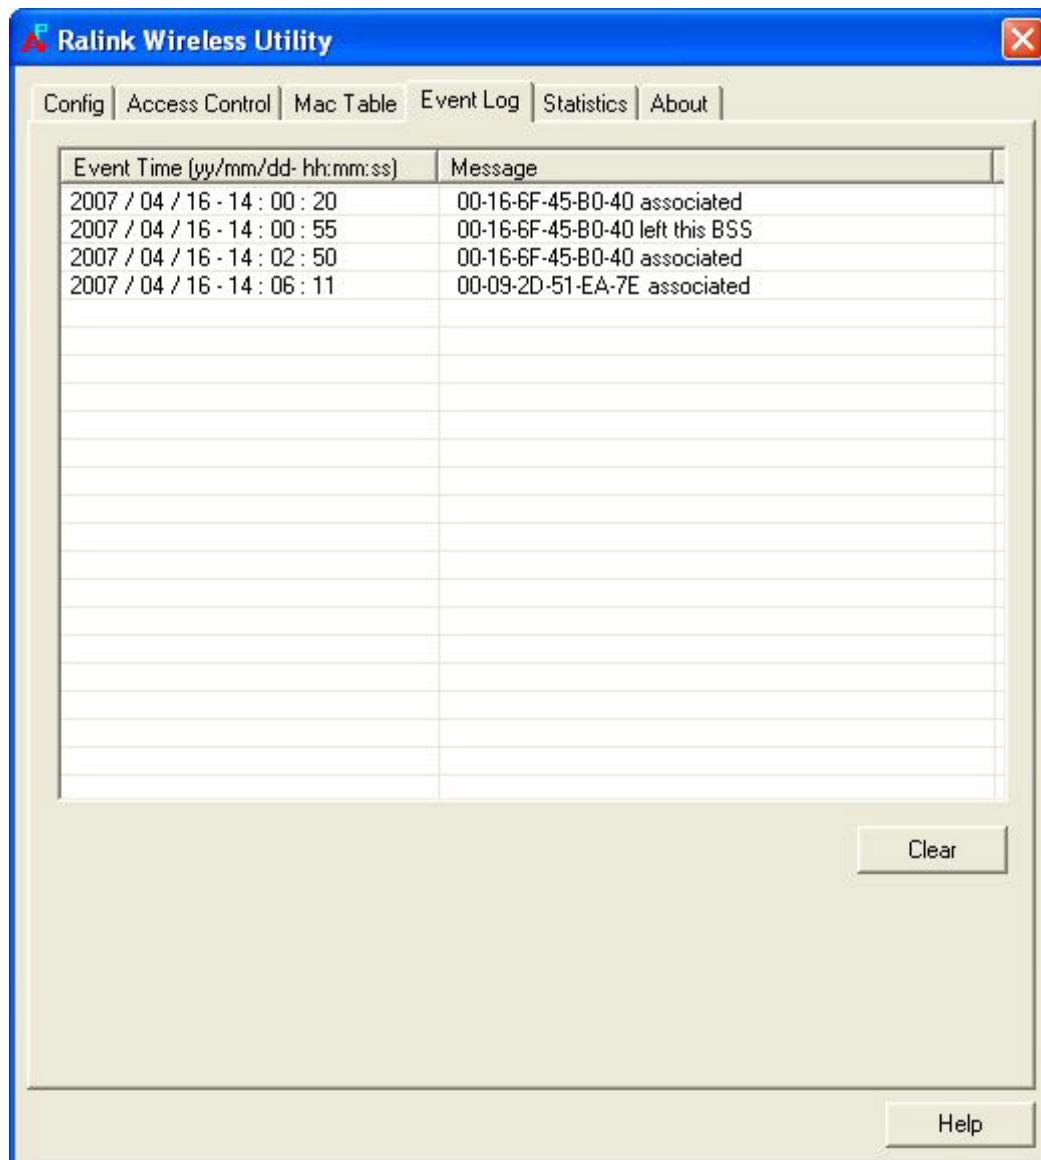 Ralink Wireless Utility
Config Access Control Mac Table Event Log Statistics About
Event Time (yy/mm/dd- hh:mm:ss) Message
2007 / 04 / 16 - 14 : 00 : 20 00-16-6F-45-B0-40 associated
2007 / 04 / 16 - 14 : 00 : 55 00-16-6F-45-B0-40 left this BSS
2007 / 04 / 16 - 14 : 02 : 50 00-16-6F-45-B0-40 associated
2007 / 04 / 16 - 14 : 06 : 11 00-09-2D-51-EA-7E associated
Clear
Help